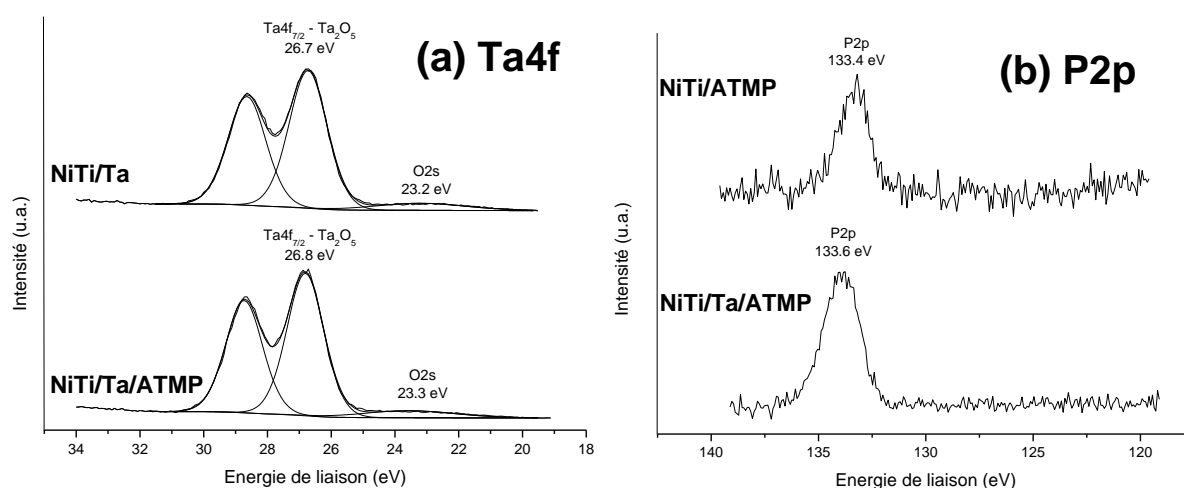 (a) Ta4f
Ta4f7/2 - Ta2O5
26.7 eV
O2s
23.2 eV
NiTi/Ta
Ta4f7/2 - Ta2O5
26.8 eV
O2s
23.3 eV
NiTi/Ta/ATMP
Intensité (u.a.)
34 32 30 28 26 24 22 20 18
Energie de liaison (eV)
(b) P2p
P2p
133.4 eV
NiTi/ATMP
P2p
133.6 eV
NiTi/Ta/ATMP
Intensité (u.a.)
140 135 130 125 120
Energie de liaison (eV)